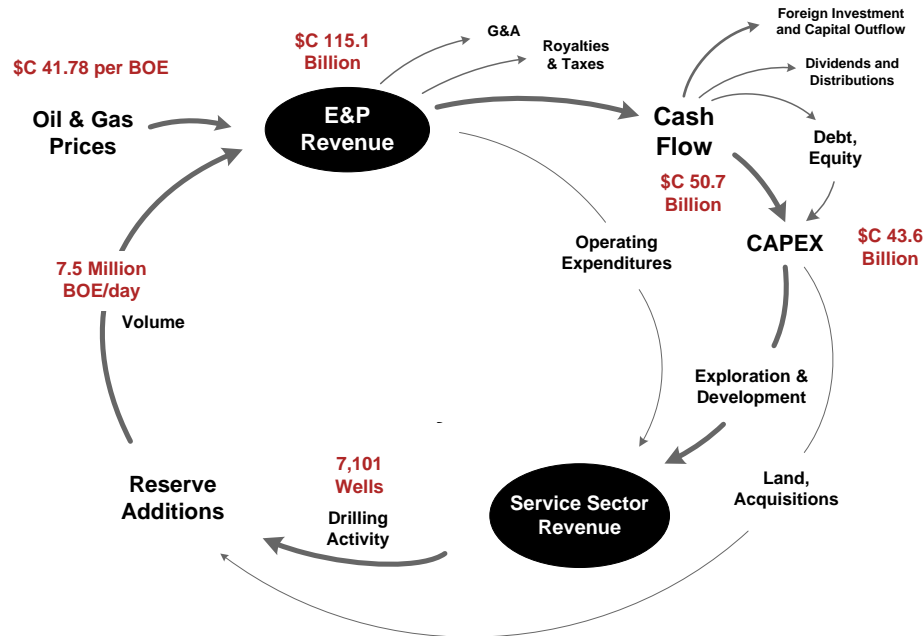 Foreign Investment
and Capital Outflow
G&A
$C 115.1
Billion
Royalties
& Taxes
$C 41.78 per BOE
Dividends and
Distributions
Oil & Gas
Prices
E&P
Revenue
Cash
Flow
Debt,
Equity
$C 50.7
Billion
CAPEX
$C 43.6
Billion
Operating
Expenditures
7.5 Million
BOE/day
Volume
Exploration &
Development
7,101
Wells
Drilling
Activity
Reserve
Additions
Service Sector
Revenue
Land,
Acquisitions